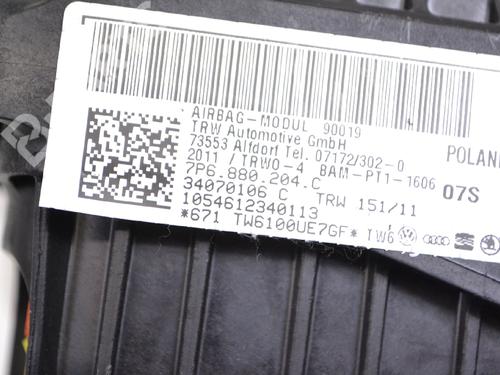 AIRBAG-MODUL 90019
TRW Automotive GmbH
73553 Alfdorf Tel. 07172/302-0
2011 / TRWO-4 BAM-PT1-1606
7P6.880.204.C
34070106 C TRW 151/11
1054612340113
*671 TW6100UE7GF* TW6
POLAND
07S